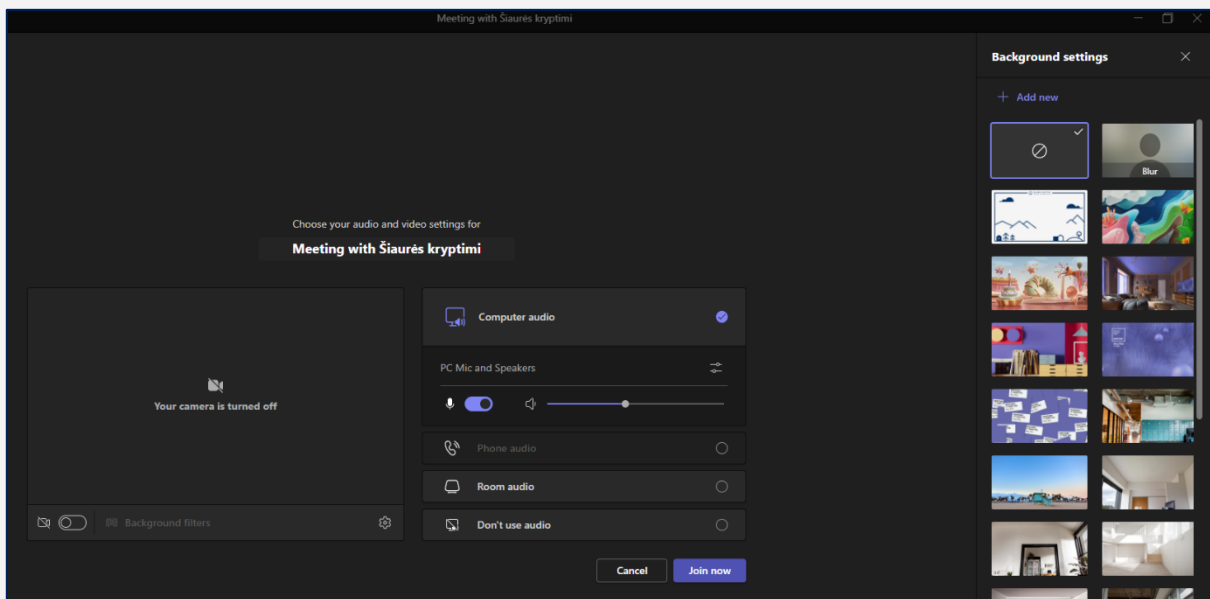 Meeting with Šiaurės kryptimi
Background settings
Add new
Blur
Choose your audio and video settings for
Meeting with Šiaurės kryptimi
Your camera is turned off
Background filters
Computer audio
PC Mic and Speakers
Phone audio
Room audio
Don't use audio
Cancel
Join now